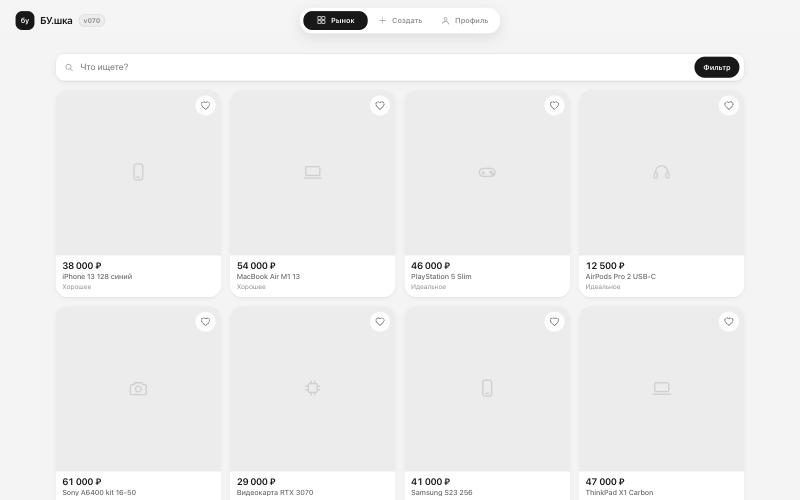 бу БУ.шка v070
Рынок Создать Профиль
Что ищете? Фильтр
38 000 ₽
iPhone 13 128 синий
Хорошее
54 000 ₽
MacBook Air M1 13
Хорошее
46 000 ₽
PlayStation 5 Slim
Идеальное
12 500 ₽
AirPods Pro 2 USB-C
Идеальное
61 000 ₽
Sony A6400 kit 16-50
29 000 ₽
Видеокарта RTX 3070
41 000 ₽
Samsung S23 256
47 000 ₽
ThinkPad X1 Carbon